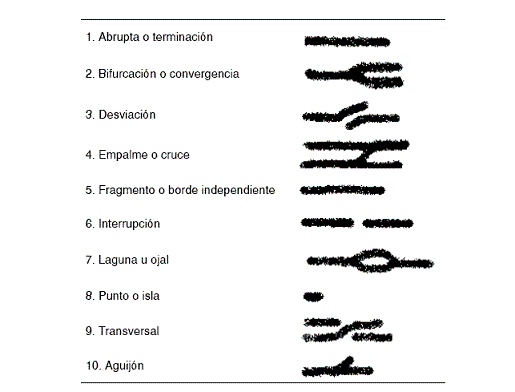 1. Abrupta o terminación
2. Bifurcación o convergencia
3. Desviación
4. Empalme o cruce
5. Fragmento o borde independiente
6. Interrupción
7. Laguna u ojal
8. Punto o isla
9. Transversal
10. Aguijón